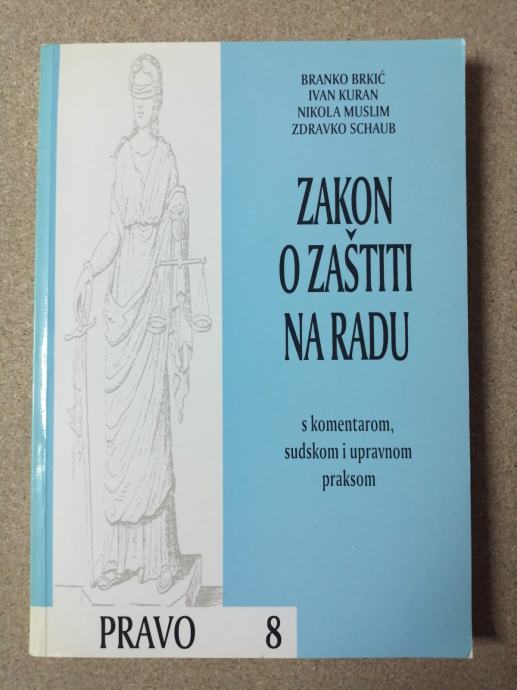 BRANKO BRKIĆ
IVAN KURAN
NIKOLA MUSLIM
ZDRAVKO SCHAUB
ZAKON
O ZAŠTITI
NA RADU
s komentarom,
sudskom i upravnom
praksom
PRAVO 8